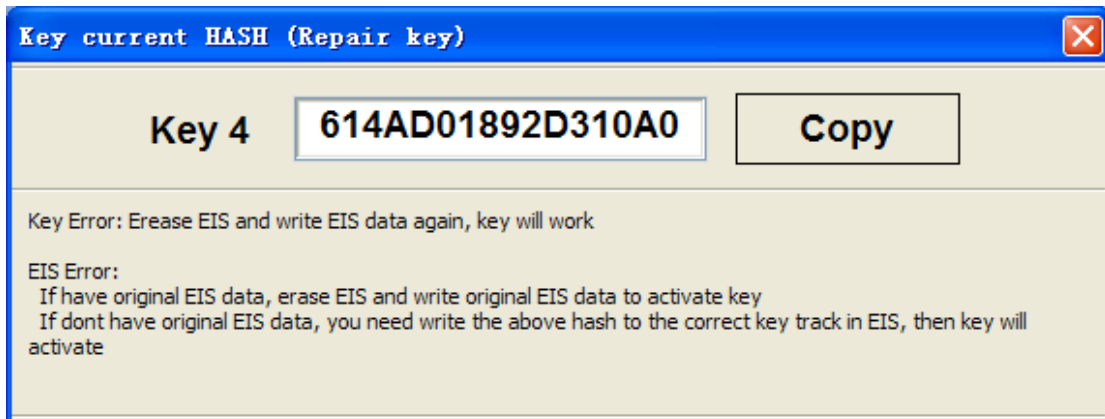 Key current HASH (Repair key)
Key 4 614AD01892D310A0 Copy
Key Error: Erease EIS and write EIS data again, key will work
EIS Error:
If have original EIS data, erase EIS and write original EIS data to activate key
If dont have original EIS data, you need write the above hash to the correct key track in EIS, then key will
activate